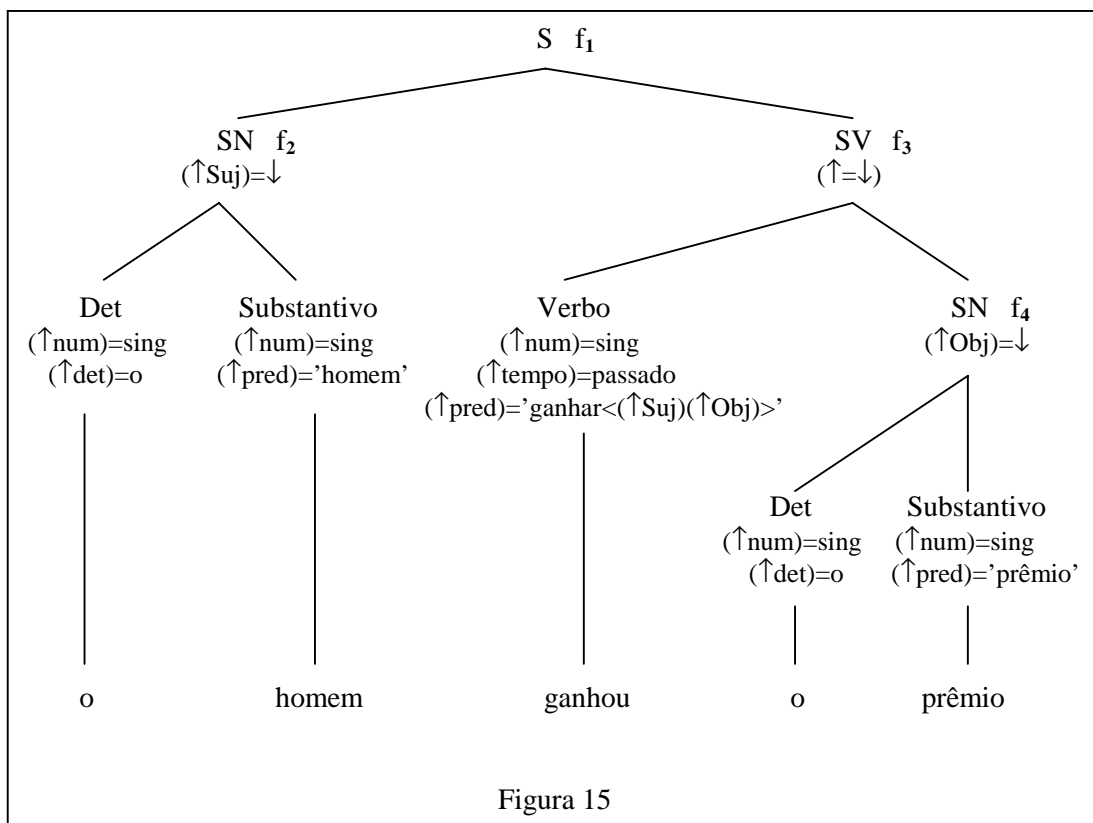 S f1
SN f2 SV f3
(↑Suj)=↓ (↑=↓)
Det Substantivo Verbo SN f4
(↑num)=sing (↑num)=sing (↑num)=sing (↑Obj)=↓
(↑det)=o (↑pred)='homem' (↑tempo)=passado
(↑pred)=’ganhar<(↑Suj)(↑Obj)>’
Det Substantivo
(↑num)=sing (↑num)=sing
(↑det)=o (↑pred)=’prêmio’
o homem ganhou o prêmio
Figura 15